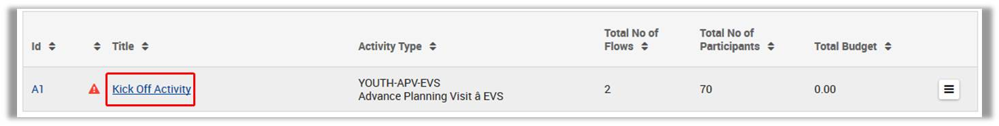 Id Title Activity Type Total No of Flows Total No of Participants Total Budget
A1 Kick Off Activity YOUTH-APV-EVS 2 70 0.00
Advance Planning Visit â EVS